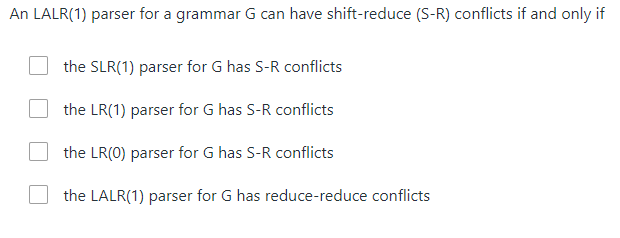 An LALR(1) parser for a grammar G can have shift-reduce (S-R) conflicts if and only if
the SLR(1) parser for G has S-R conflicts
the LR(1) parser for G has S-R conflicts
the LR(0) parser for G has S-R conflicts
the LALR(1) parser for G has reduce-reduce conflicts